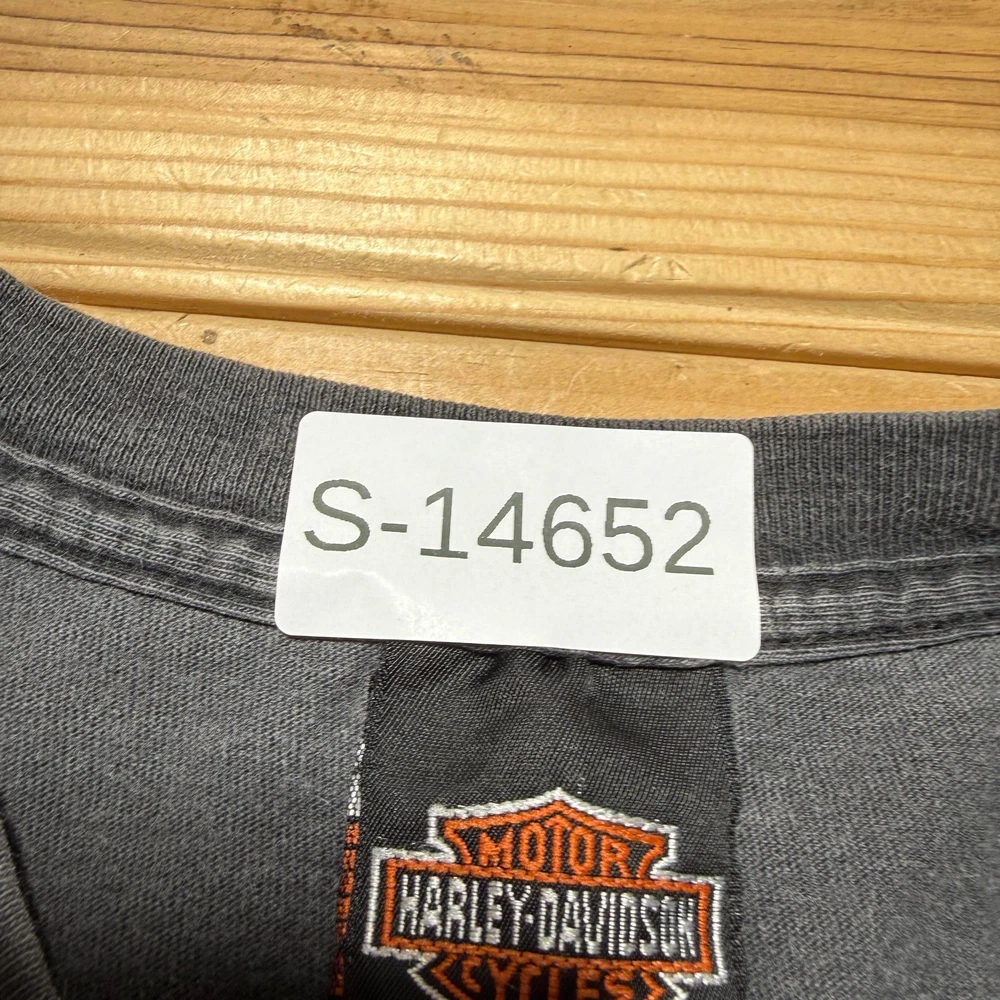 S-14652
MOTOR
HARLEY-DAVIDSON
CYCLES